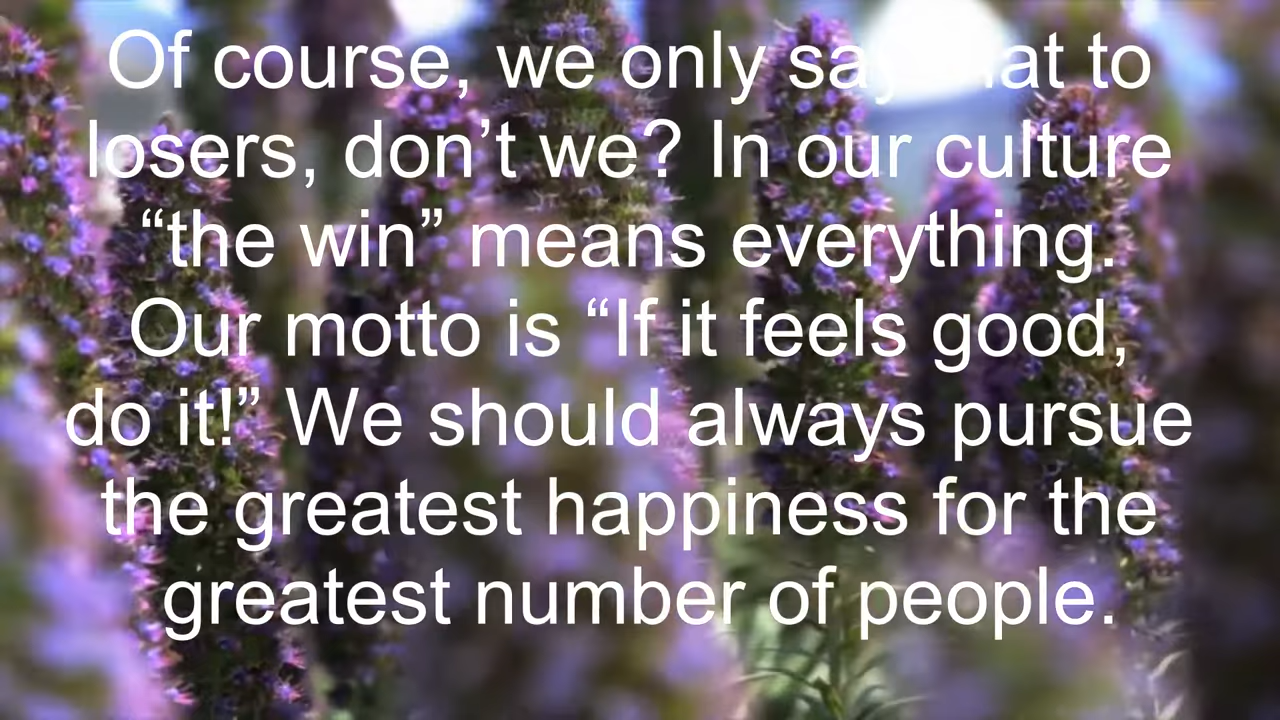 Of course, we only say that to
losers, don’t we? In our culture
“the win” means everything.
Our motto is “If it feels good,
do it!” We should always pursue
the greatest happiness for the
greatest number of people.